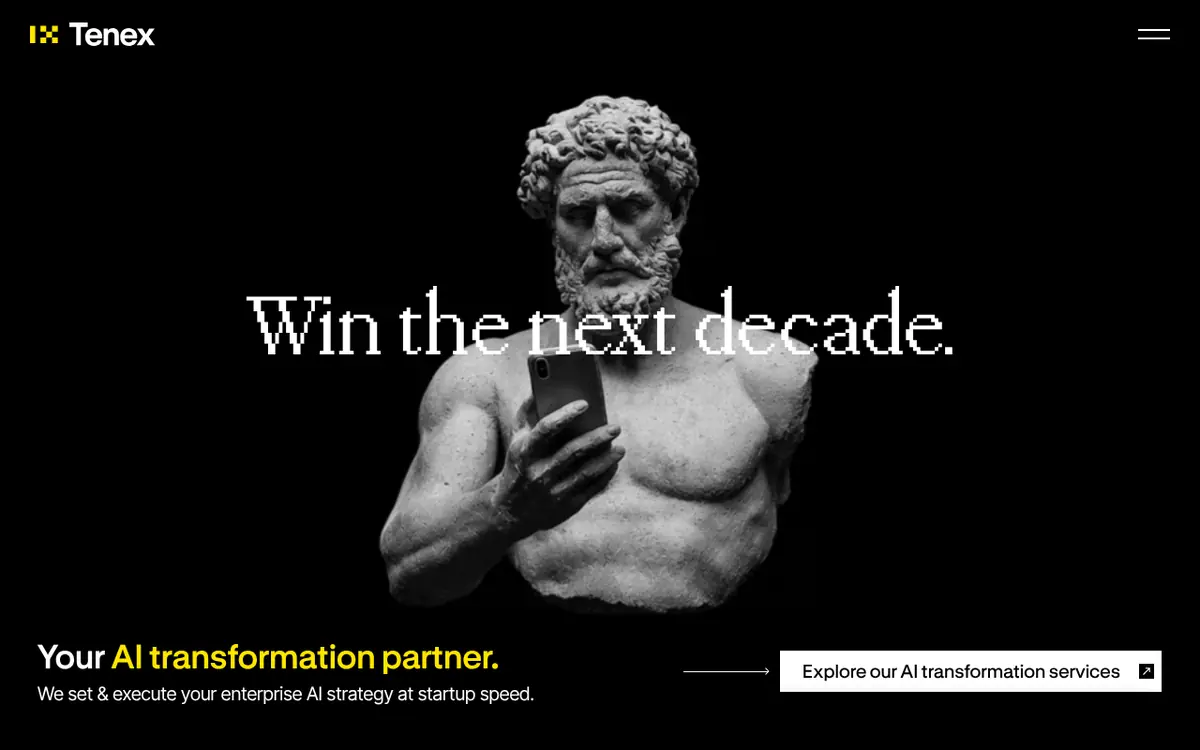 Tenex
Win the next decade.
Your AI transformation partner.
We set & execute your enterprise AI strategy at startup speed.
Explore our AI transformation services